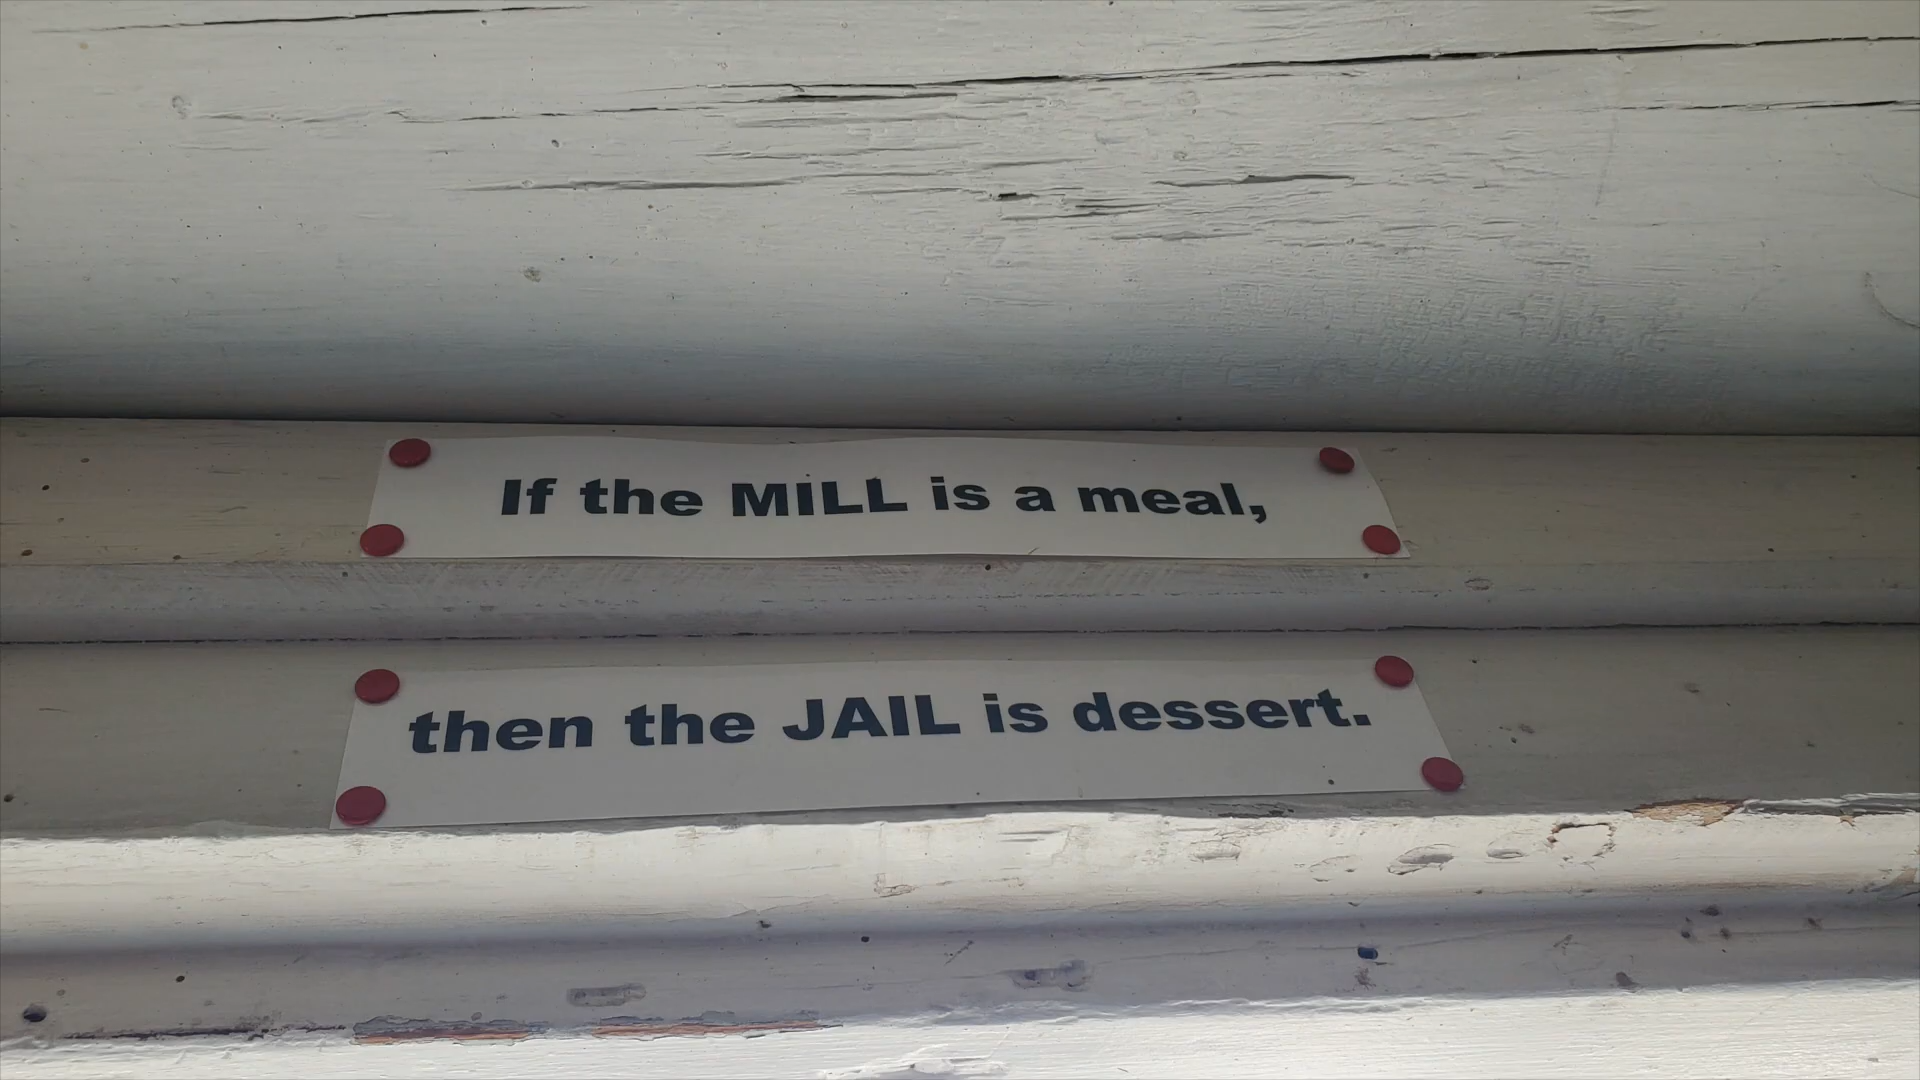 If the MILL is a meal,
then the JAIL is dessert.